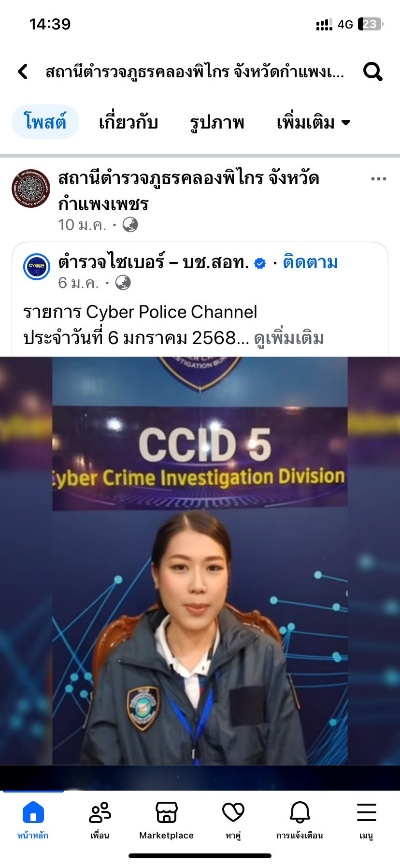 14:39
4G 23
สถานีตำรวจภูธรคลองพิไกร จังหวัดกำแพงเ...
โพสต์ เกี่ยวกับ รูปภาพ เพิ่มเติม
สถานีตำรวจภูธรคลองพิไกร จังหวัด
กำแพงเพชร
10 ม.ค. ·
ตำรวจไซเบอร์ – บช.สอท. · ติดตาม
6 ม.ค. ·
รายการ Cyber Police Channel
ประจำวันที่ 6 มกราคม 2568... ดูเพิ่มเติม
CCID 5
yber Crime Investigation Division
หน้าหลัก เพื่อน Marketplace หาคู่ การแจ้งเตือน เมนู